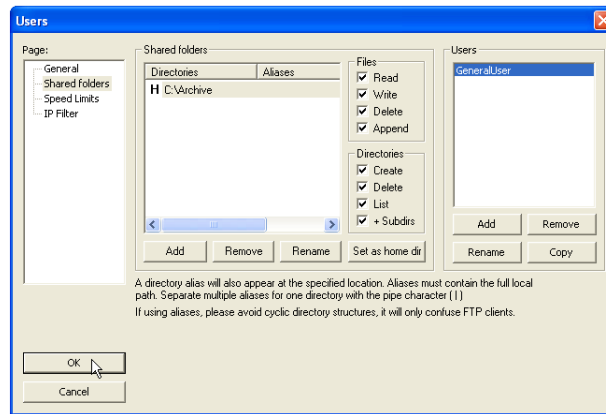 Users
Page:
General
Shared folders
Speed Limits
IP Filter
Shared folders
Directories Aliases
H C:\Archive
Files
Read
Write
Delete
Append
Directories
Create
Delete
List
+ Subdirs
Add Remove Rename Set as home dir
Users
GeneralUser
Add Remove
Rename Copy
A directory alias will also appear at the specified location. Aliases must contain the full local
path. Separate multiple aliases for one directory with the pipe character ( | )
If using aliases, please avoid cyclic directory structures, it will only confuse FTP clients.
OK
Cancel